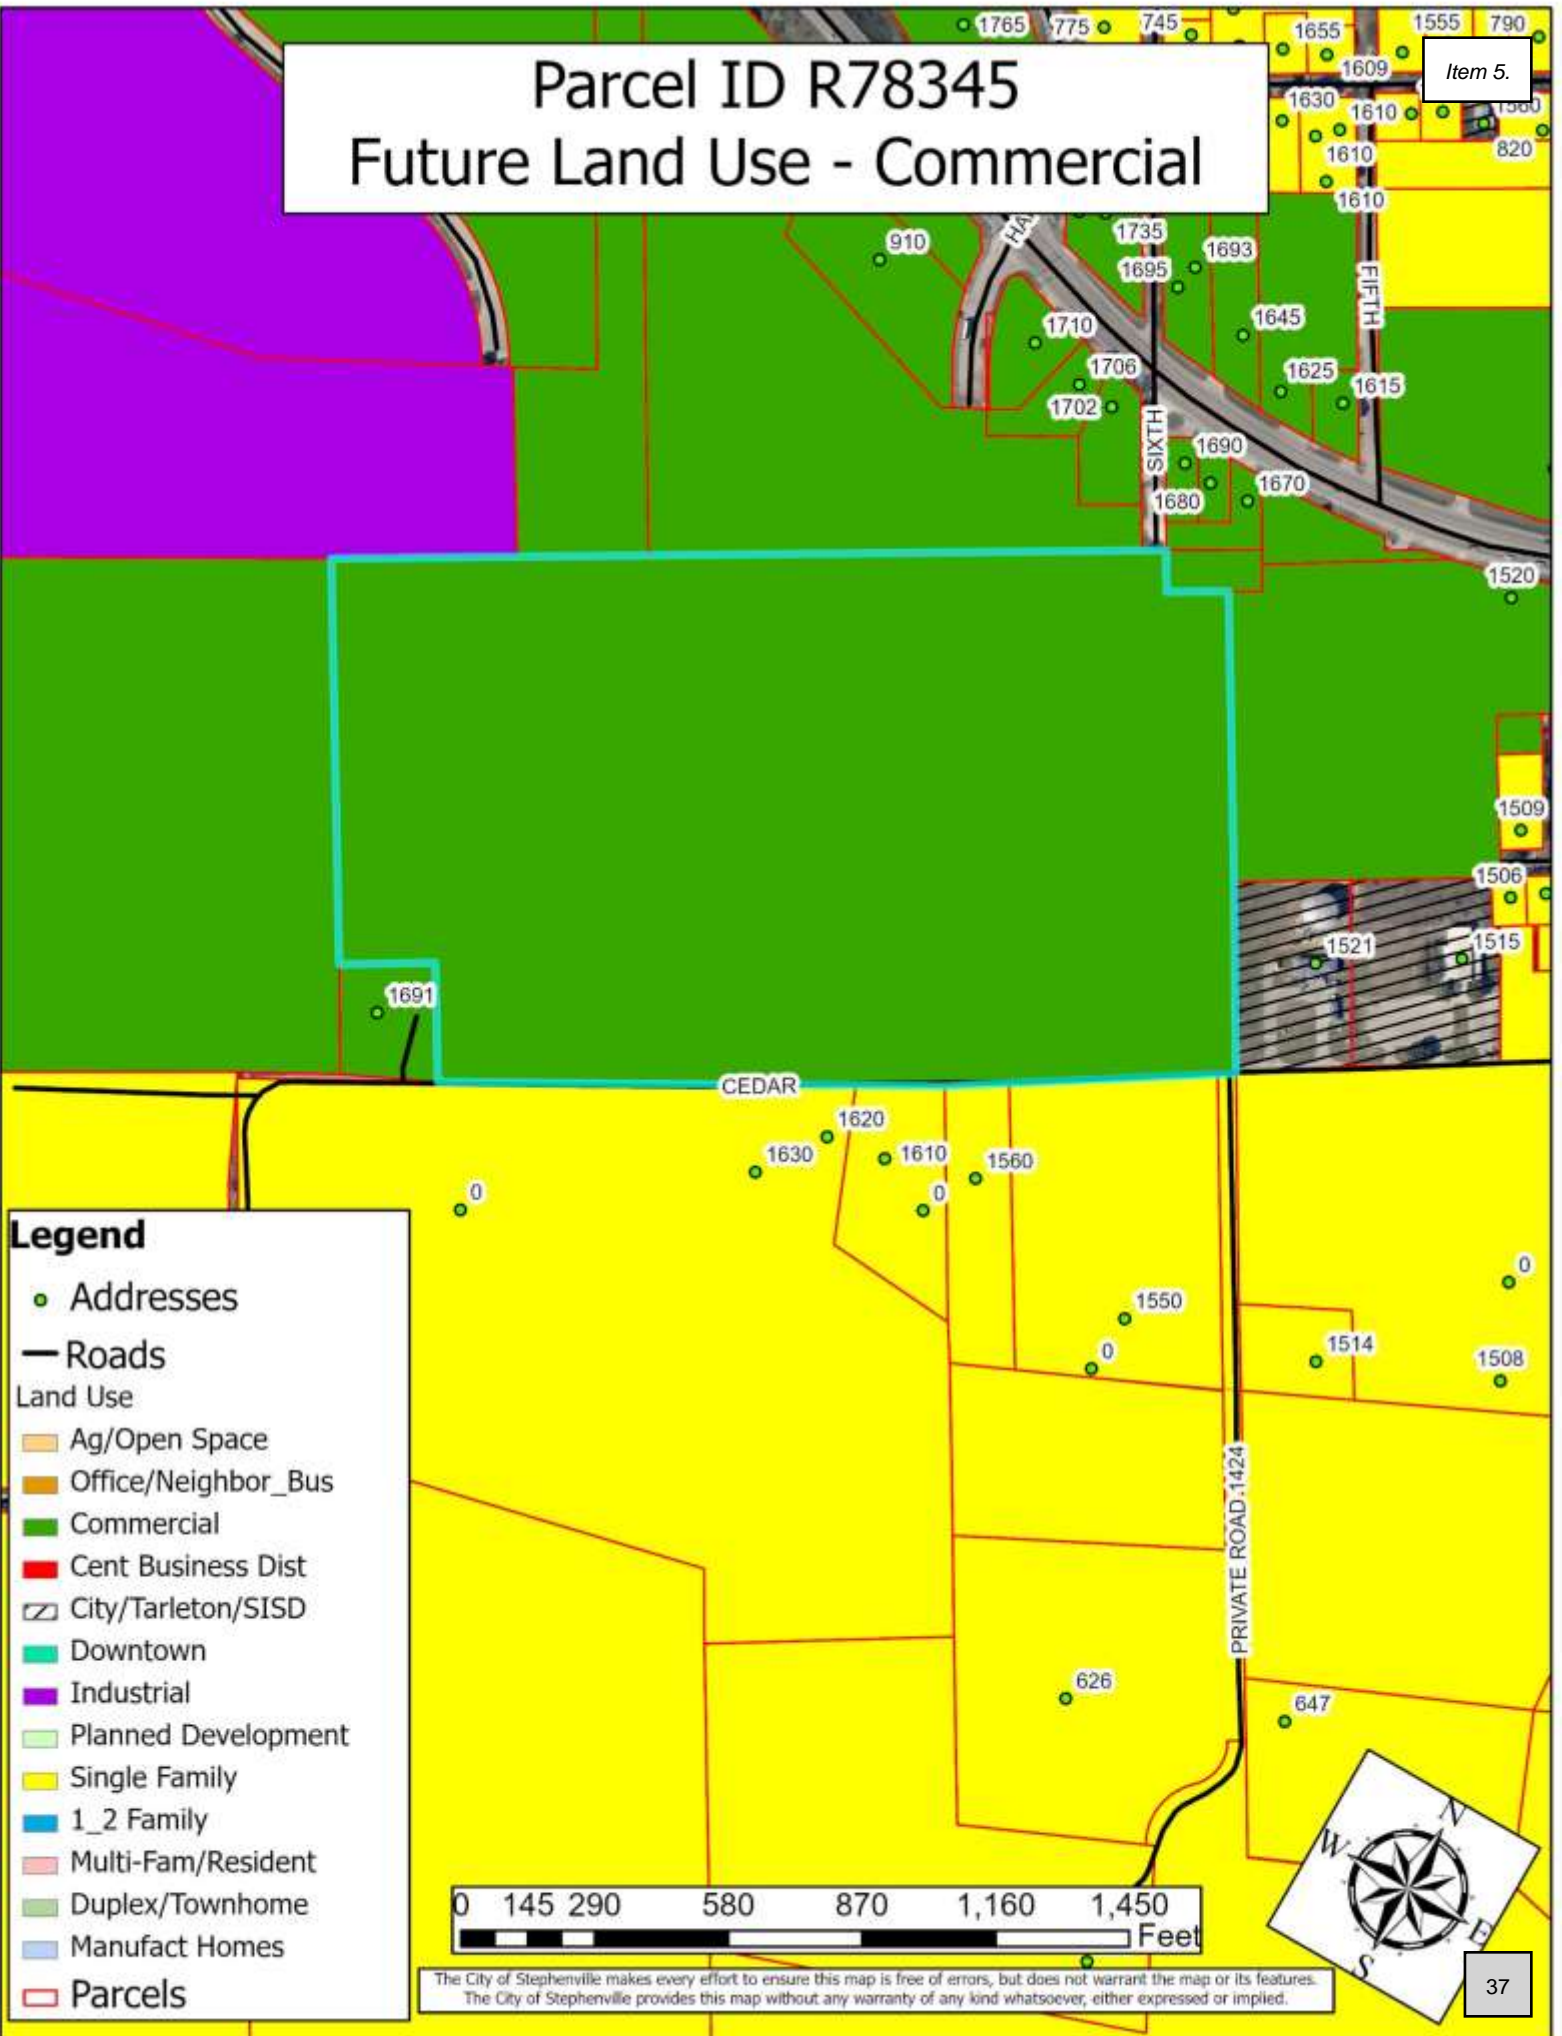 1765
775
745
1655
1555
790
Item 5.
1609
Parcel ID R78345
Future Land Use - Commercial
1630
1610
1560
1610
820
1610
910
1735
1693
1695
FIFTH
1710
1645
1706
1625
1615
1702
SIXTH
1690
1680
1670
1520
1509
1506
1521
1515
1691
CEDAR
1620
1630
1610
1560
0
0
0
1550
0
1514
1508
PRIVATE ROAD 1424
626
647
Legend
Addresses
Roads
Land Use
Ag/Open Space
Office/Neighbor_Bus
Commercial
Cent Business Dist
City/Tarleton/SISD
Downtown
Industrial
Planned Development
Single Family
1_2 Family
Multi-Fam/Resident
Duplex/Townhome
Manufact Homes
Parcels
0 145 290 580 870 1,160 1,450
Feet
N
W
E
S
The City of Stephenville makes every effort to ensure this map is free of errors, but does not warrant the map or its features.
The City of Stephenville provides this map without any warranty of any kind whatsoever, either expressed or implied.
37